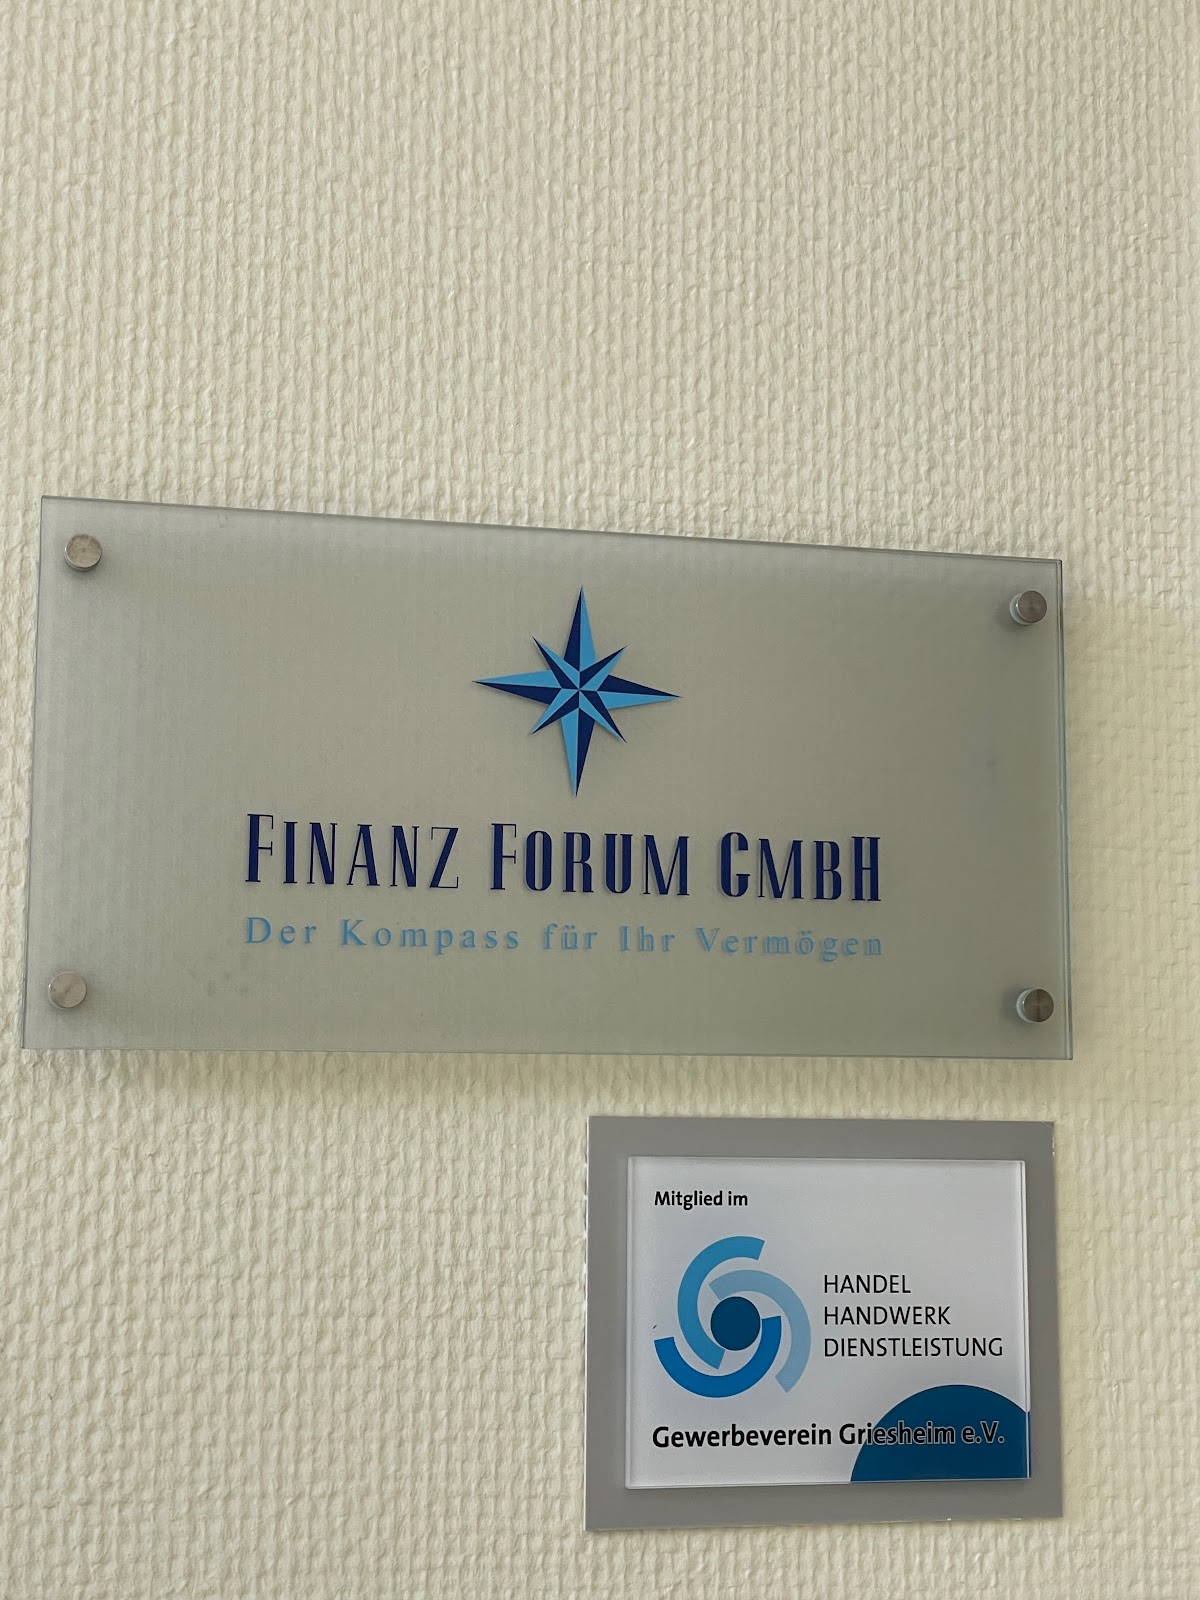 FINANZ FORUM GMBH
Der Kompass für Ihr Vermögen
Mitglied im
HANDEL
HANDWERK
DIENSTLEISTUNG
Gewerbeverein Griesheim e.V.